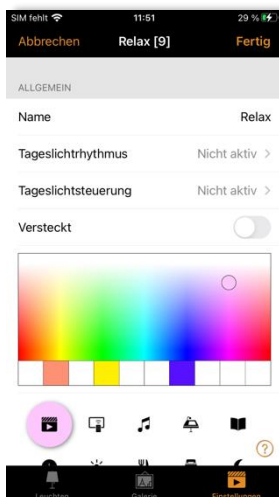 SIM fehlt 11:51 29 %
Abbrechen Relax [9] Fertig
ALLGEMEIN
Name Relax
Tageslichtrhythmus Nicht aktiv >
Tageslichtsteuerung Nicht aktiv >
Versteckt
?
Leuchten Galerie Einstellungen